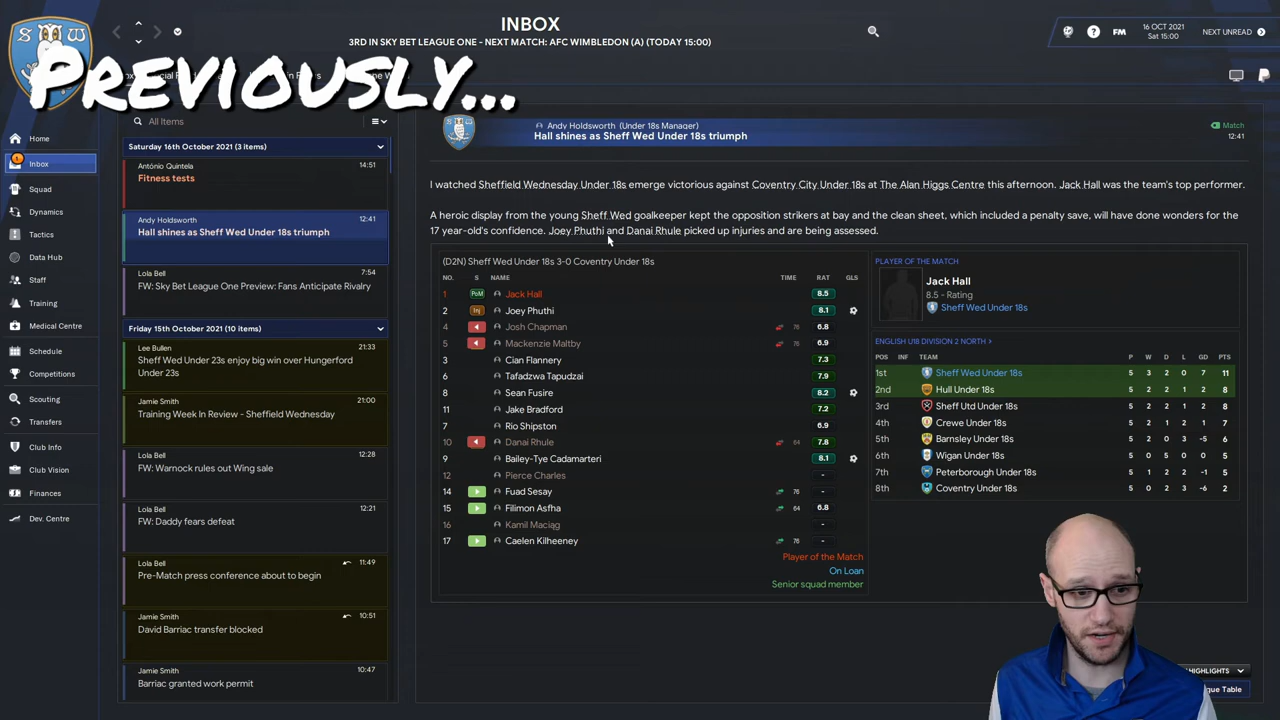 INBOX
3RD IN SKY BET LEAGUE ONE - NEXT MATCH: AFC WIMBLEDON (A) (TODAY 15:00)
16 OCT 2021
Sat 15:00
FM
NEXT UNREAD
SW
Previously...
All Items
Home
Inbox
Squad
Dynamics
Tactics
Data Hub
Staff
Training
Medical Centre
Schedule
Competitions
Scouting
Transfers
Club Info
Club Vision
Finances
Dev. Centre
Saturday 16th October 2021 (3 items)
António Quintela 14:51
Fitness tests
Andy Holdsworth 12:41
Hall shines as Sheff Wed Under 18s triumph
Lola Bell 7:54
FW: Sky Bet League One Preview: Fans Anticipate Rivalry
Friday 15th October 2021 (10 items)
Lee Bullen 21:33
Sheff Wed Under 23s enjoy big win over Hungerford
Under 23s
Jamie Smith 21:00
Training Week In Review - Sheffield Wednesday
Lola Bell 12:28
FW: Warnock rules out Wing sale
Lola Bell 12:21
FW: Daddy fears defeat
Lola Bell 11:49
Pre-Match press conference about to begin
Jamie Smith 10:51
David Barriac transfer blocked
Jamie Smith 10:47
Barriac granted work permit
Andy Holdsworth (Under 18s Manager)
Hall shines as Sheff Wed Under 18s triumph
Match
12:41
I watched Sheffield Wednesday Under 18s emerge victorious against Coventry City Under 18s at The Alan Higgs Centre this afternoon. Jack Hall was the team's top performer.
A heroic display from the young Sheff Wed goalkeeper kept the opposition strikers at bay and the clean sheet, which included a penalty save, will have done wonders for the
17 year-old's confidence. Joey Phuthi and Danai Rhule picked up injuries and are being assessed.
(D2N) Sheff Wed Under 18s 3-0 Coventry Under 18s
NO. S NAME TIME RAT GLS
1 PoM Jack Hall 8.5
2 Inj Joey Phuthi 8.1
4 Josh Chapman 76 6.8
5 Mackenzie Maltby 76 6.9
3 Cian Flannery 7.3
6 Tafadzwa Tapudzai 7.9
8 Sean Fusire 8.2
11 Jake Bradford 7.2
7 Rio Shipston 6.9
10 Danai Rhule 64 7.8
9 Bailey-Tye Cadamarteri 8.1
12 Pierce Charles -
14 Fuad Sesay 76 -
15 Filimon Asfha 64 6.8
16 Kamil Maciąg -
17 Caelen Kilheeney 76 -
Player of the Match
On Loan
Senior squad member
PLAYER OF THE MATCH
Jack Hall
8.5 - Rating
Sheff Wed Under 18s
ENGLISH U18 DIVISION 2 NORTH >
POS INF TEAM P W D L GD PTS
1st Sheff Wed Under 18s 5 3 2 0 7 11
2nd Hull Under 18s 5 2 2 1 2 8
3rd Sheff Utd Under 18s 5 2 2 1 2 8
4th Crewe Under 18s 5 2 1 2 1 7
5th Barnsley Under 18s 5 2 0 3 -5 6
6th Wigan Under 18s 5 0 5 0 0 5
7th Peterborough Under 18s 5 1 2 2 -1 5
8th Coventry Under 18s 5 0 2 3 -6 2
HIGHLIGHTS